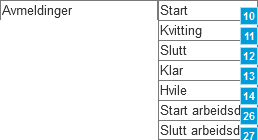 Avmeldinger
Start 10
Kvitting 11
Slutt 12
Klar 13
Hvile 14
Start arbeidsd 26
Slutt arbeidsd 27